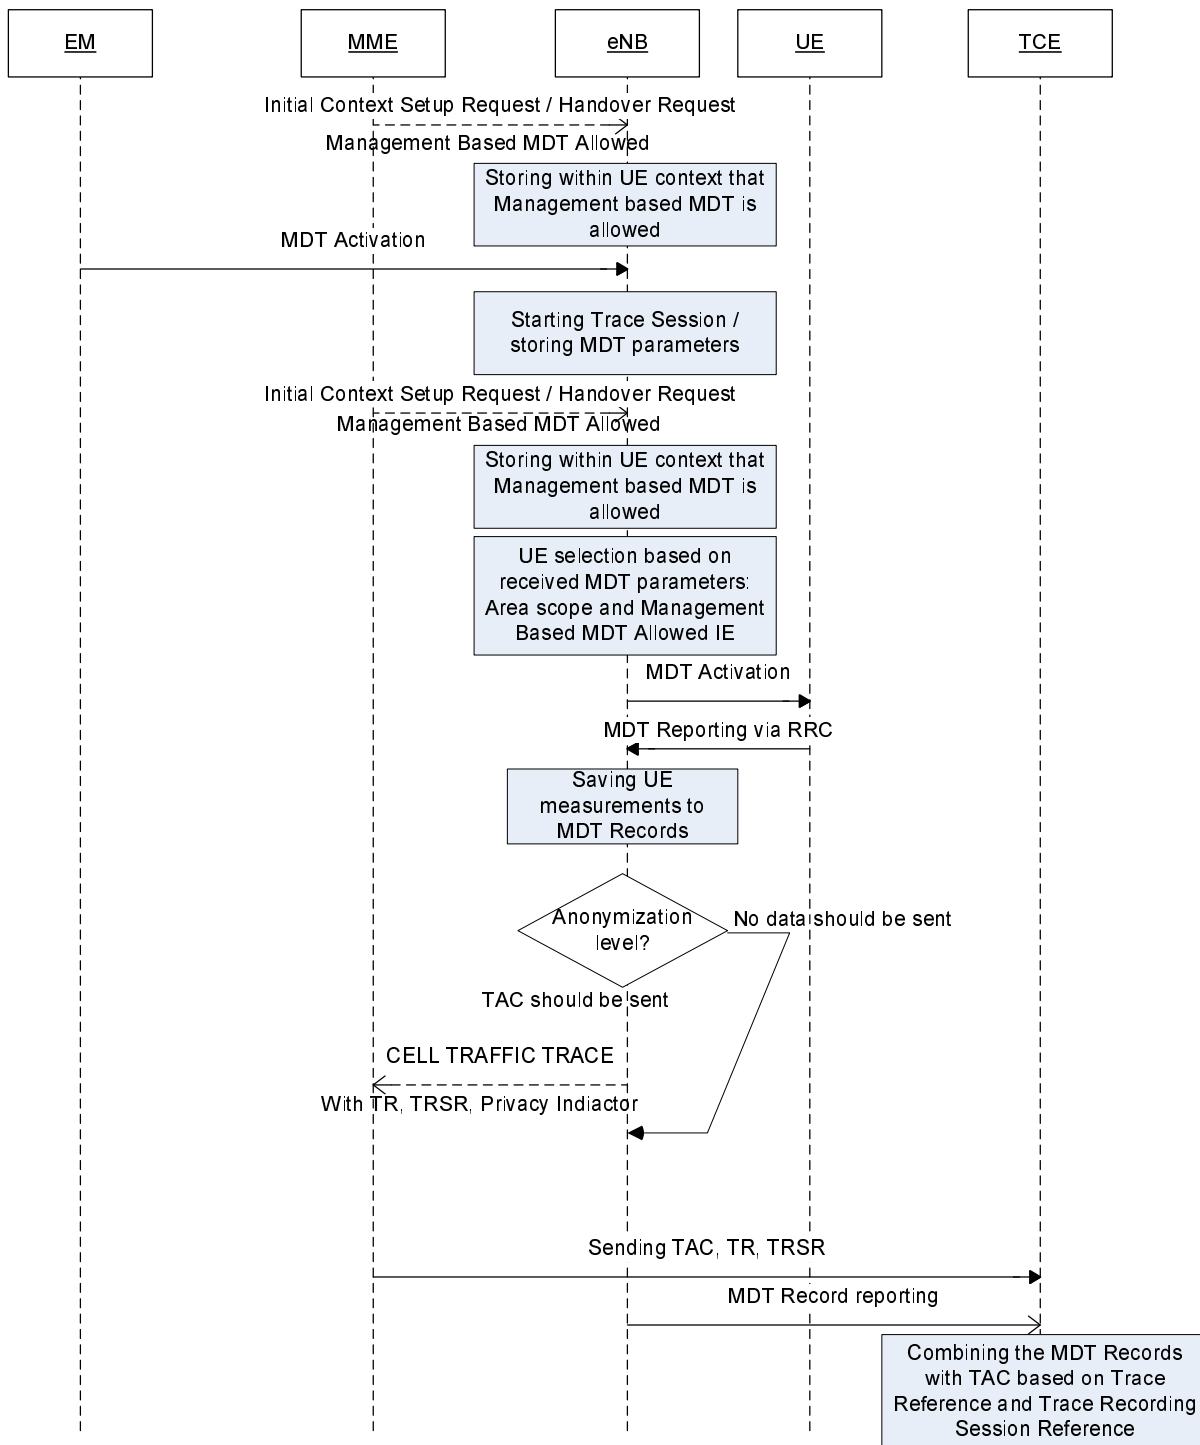 EM
MME
eNB
UE
TCE
Initial Context Setup Request / Handover Request
Management Based MDT Allowed
Storing within UE context that
Management based MDT is
allowed
MDT Activation
Starting Trace Session /
storing MDT parameters
Initial Context Setup Request / Handover Request
Management Based MDT Allowed
Storing within UE context that
Management based MDT is
allowed
UE selection based on
received MDT parameters:
Area scope and Management
Based MDT Allowed IE
MDT Activation
MDT Reporting via RRC
Saving UE
measurements to
MDT Records
Anonymization
level?
No data should be sent
TAC should be sent
CELL TRAFFIC TRACE
With TR, TRSR, Privacy Indiactor
Sending TAC, TR, TRSR
MDT Record reporting
Combining the MDT Records
with TAC based on Trace
Reference and Trace Recording
Session Reference